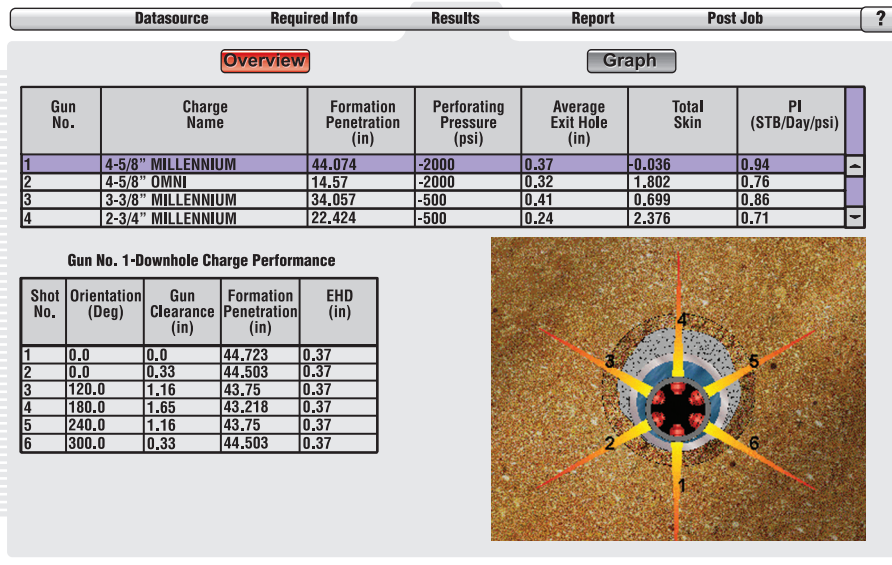 Datasource Required Info Results Report Post Job ?
Overview Graph
Gun No. Charge Name Formation Penetration (in) Perforating Pressure (psi) Average Exit Hole (in) Total Skin PI (STB/Day/psi)
1 4-5/8” MILLENNIUM 44.074 -2000 0.37 -0.036 0.94
2 4-5/8” OMNI 14.57 -2000 0.32 1.802 0.76
3 3-3/8” MILLENNIUM 34.057 -500 0.41 0.699 0.86
4 2-3/4” MILLENNIUM 22.424 -500 0.24 2.376 0.71
Gun No. 1-Downhole Charge Performance
Shot No. Orientation (Deg) Gun Clearance (in) Formation Penetration (in) EHD (in)
1 0.0 0.0 44.723 0.37
2 0.0 0.33 44.503 0.37
3 120.0 1.16 43.75 0.37
4 180.0 1.65 43.218 0.37
5 240.0 1.16 43.75 0.37
6 300.0 0.33 44.503 0.37
4
3 5
2 6
1